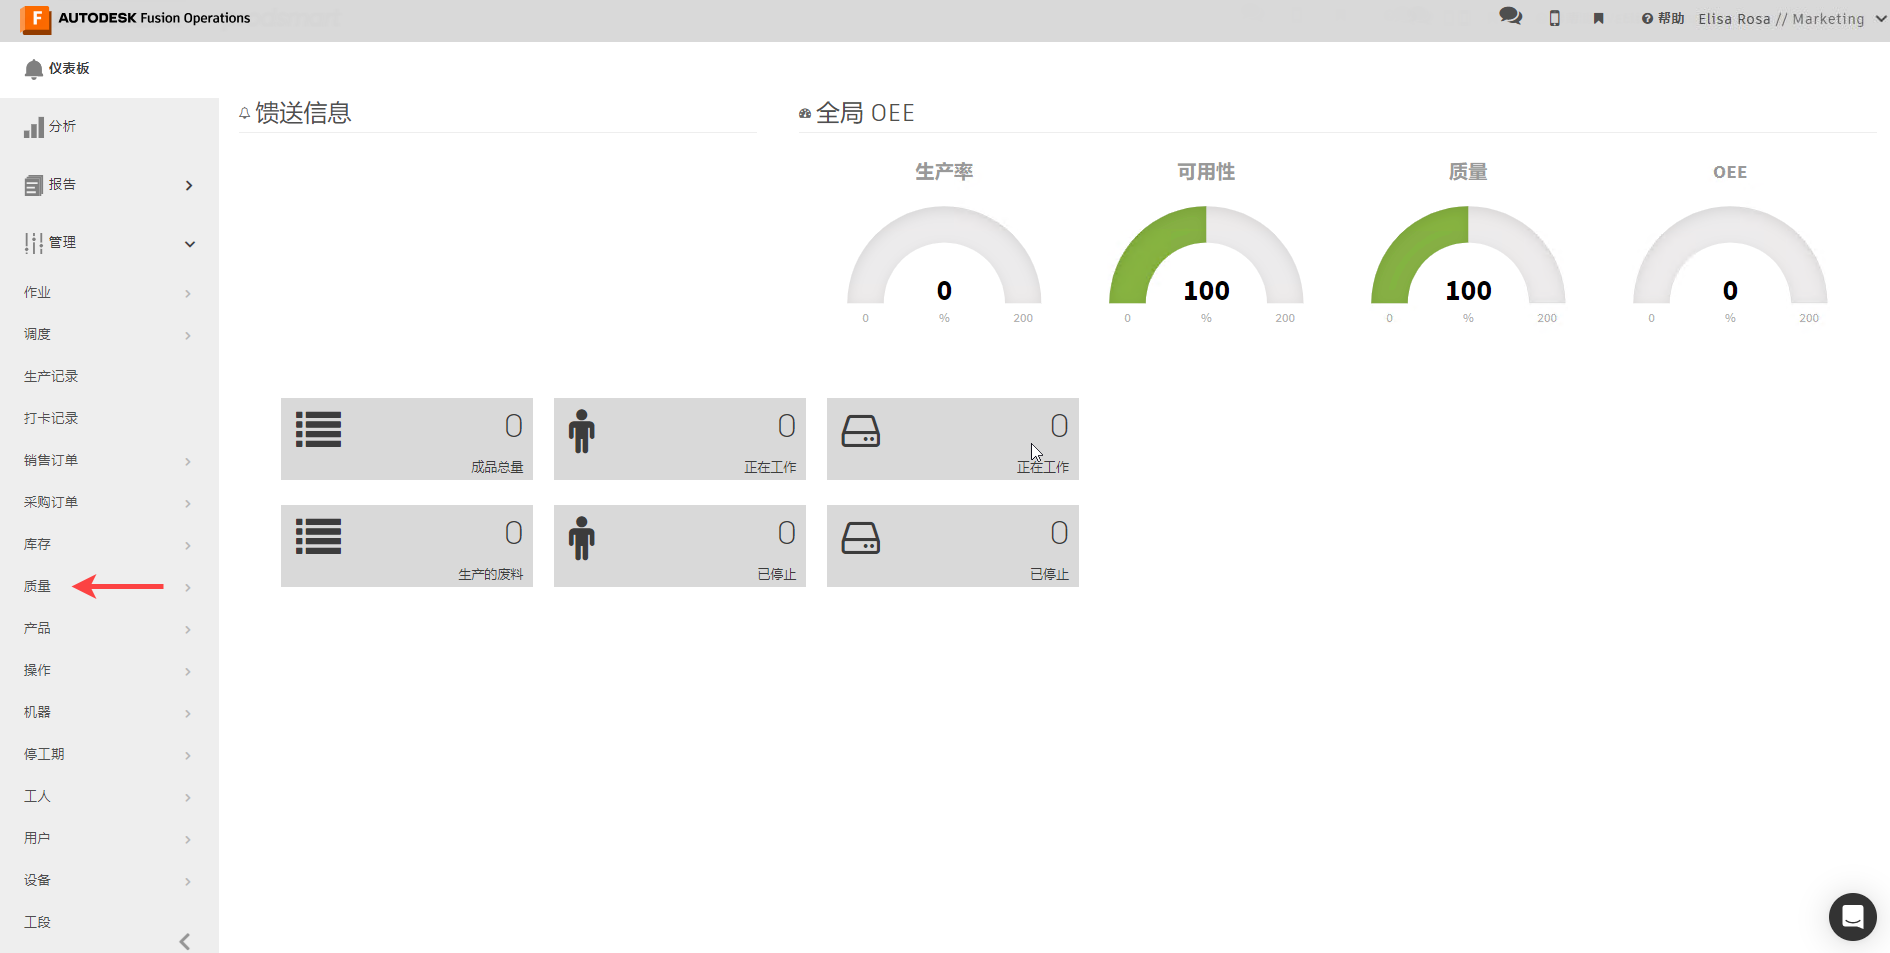 F AUTODESK Fusion Operations
帮助 Elisa Rosa // Marketing
仪表板
分析
报告
管理
作业
调度
生产记录
打卡记录
销售订单
采购订单
库存
质量
产品
操作
机器
停工期
工人
用户
设备
工段
馈送信息
全局 OEE
生产率
0
0 % 200
可用性
100
0 % 200
质量
100
0 % 200
OEE
0
0 % 200
0
成品总量
0
正在工作
0
正在工作
0
生产的废料
0
已停止
0
已停止